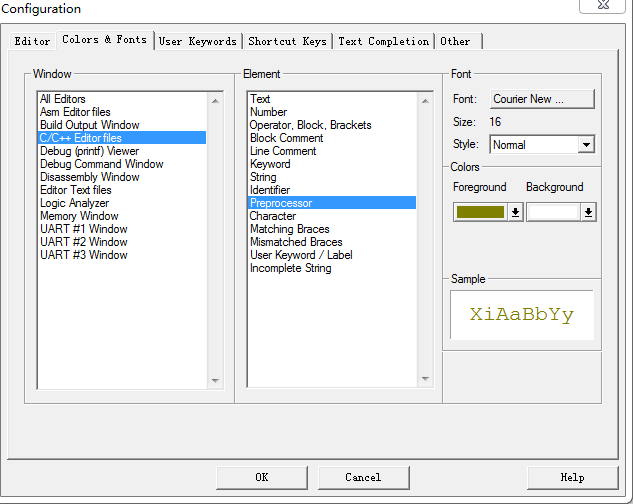 Configuration
Editor Colors & Fonts User Keywords Shortcut Keys Text Completion Other
Window
All Editors
Asm Editor files
Build Output Window
C/C++ Editor files
Debug (printf) Viewer
Debug Command Window
Disassembly Window
Editor Text files
Logic Analyzer
Memory Window
UART #1 Window
UART #2 Window
UART #3 Window
Element
Text
Number
Operator, Block, Brackets
Block Comment
Line Comment
Keyword
String
Identifier
Preprocessor
Character
Matching Braces
Mismatched Braces
User Keyword / Label
Incomplete String
Font
Font: Courier New ...
Size: 16
Style: Normal
Colors
Foreground Background
Sample
XiAaBbYy
OK Cancel Help